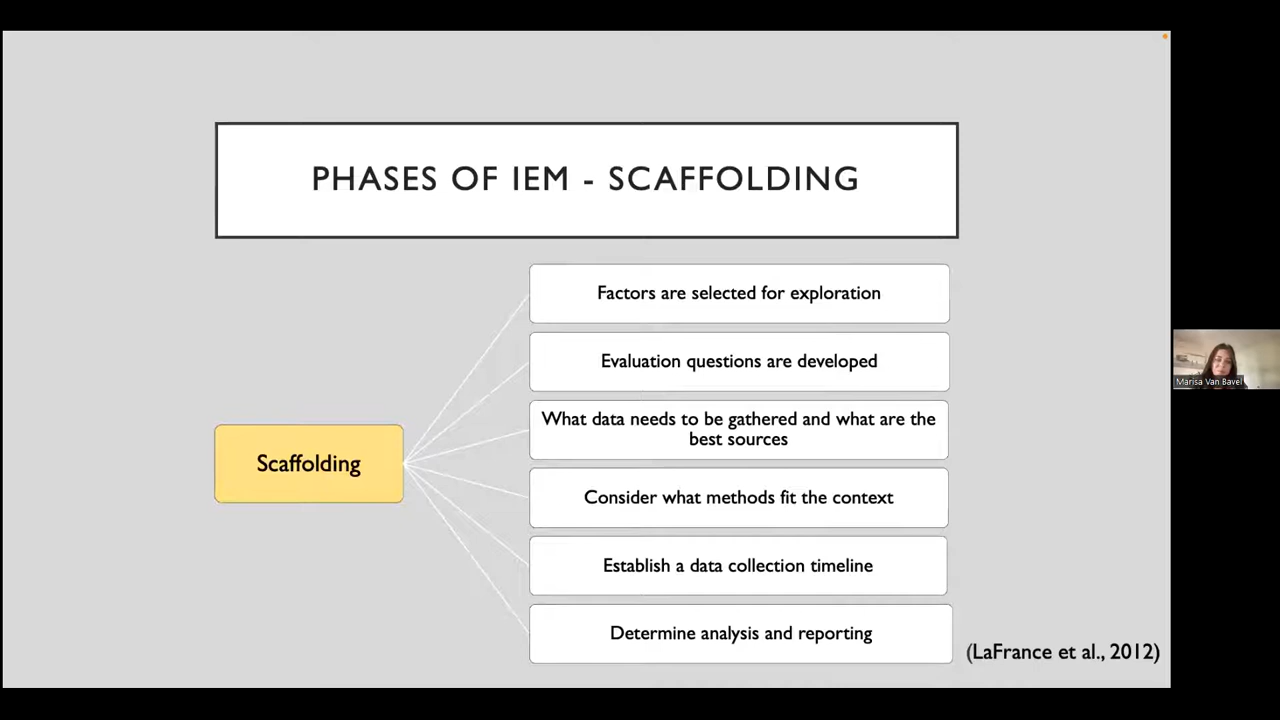 PHASES OF IEM - SCAFFOLDING
Scaffolding
Factors are selected for exploration
Evaluation questions are developed
What data needs to be gathered and what are the
best sources
Consider what methods fit the context
Establish a data collection timeline
Determine analysis and reporting
(LaFrance et al., 2012)
Marisa Van Bavel